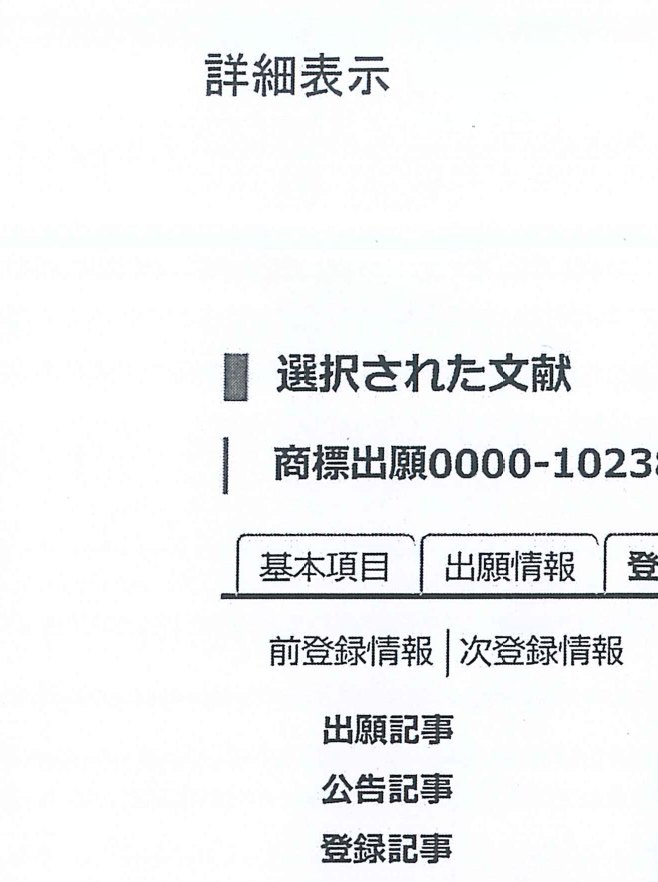 詳細表示
選択された文献
商標出願0000-1023
基本項目 出願情報 登
前登録情報|次登録情報
出願記事
公告記事
登録記事